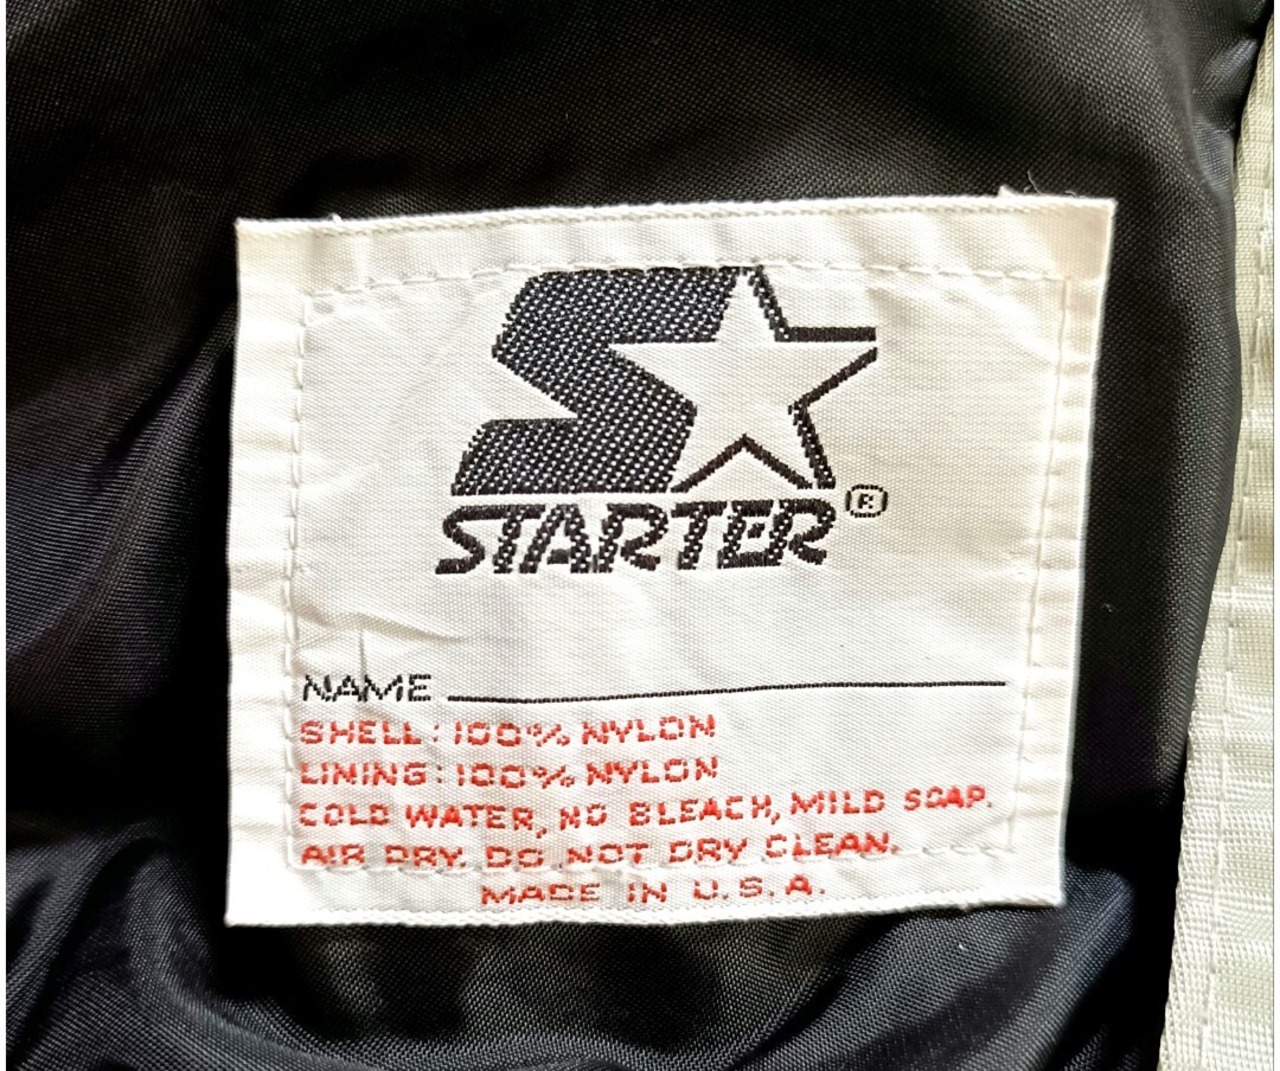 STARTER®
NAME
SHELL: 100% NYLON
LINING: 100% NYLON
COLD WATER, NO BLEACH, MILD SOAP.
AIR DRY. DO NOT DRY CLEAN.
MADE IN U.S.A.